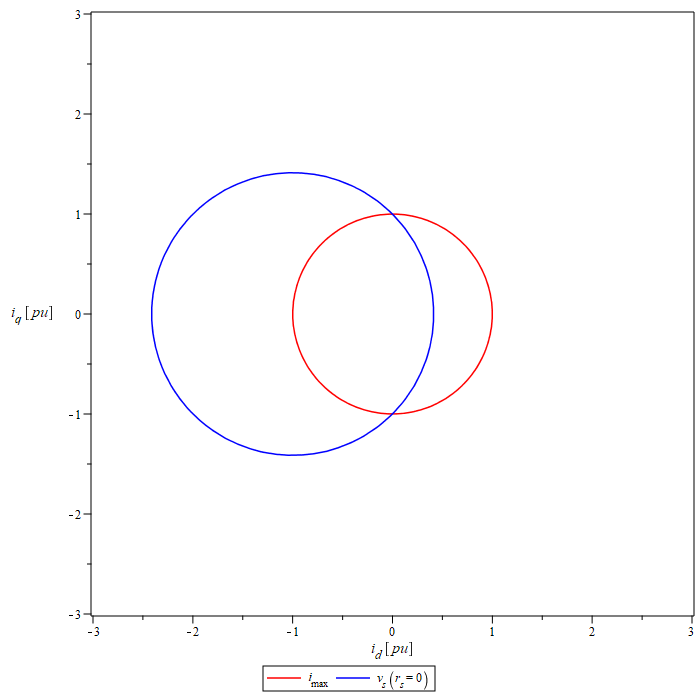 3
2
1
i_q [pu]
0
-1
-2
-3
-3 -2 -1 0 1 2 3
i_d [pu]
i_max v_s (r_s = 0)